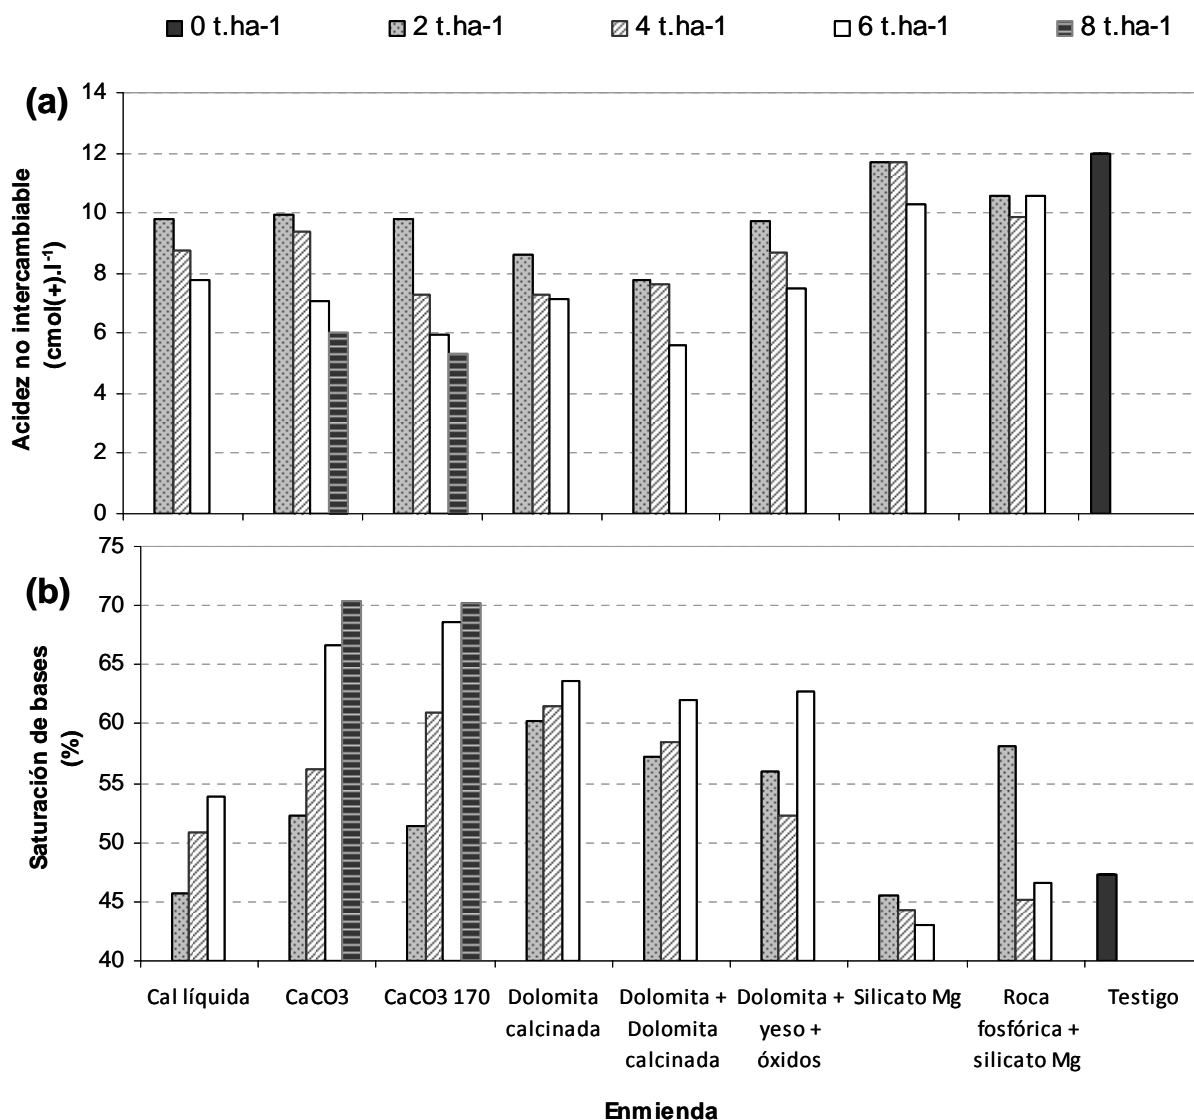 0 t.ha-1 2 t.ha-1 4 t.ha-1 6 t.ha-1 8 t.ha-1
(a)
Acidez no intercambiable
(cmol(+).l⁻¹)
14
12
10
8
6
4
2
0
(b)
Saturación de bases
(%)
75
70
65
60
55
50
45
40
Cal líquida
CaCO3
CaCO3 170
Dolomita
calcinada
Dolomita +
Dolomita
calcinada
Dolomita +
yeso +
óxidos
Silicato Mg
Roca
fosfórica +
silicato Mg
Testigo
Enmienda